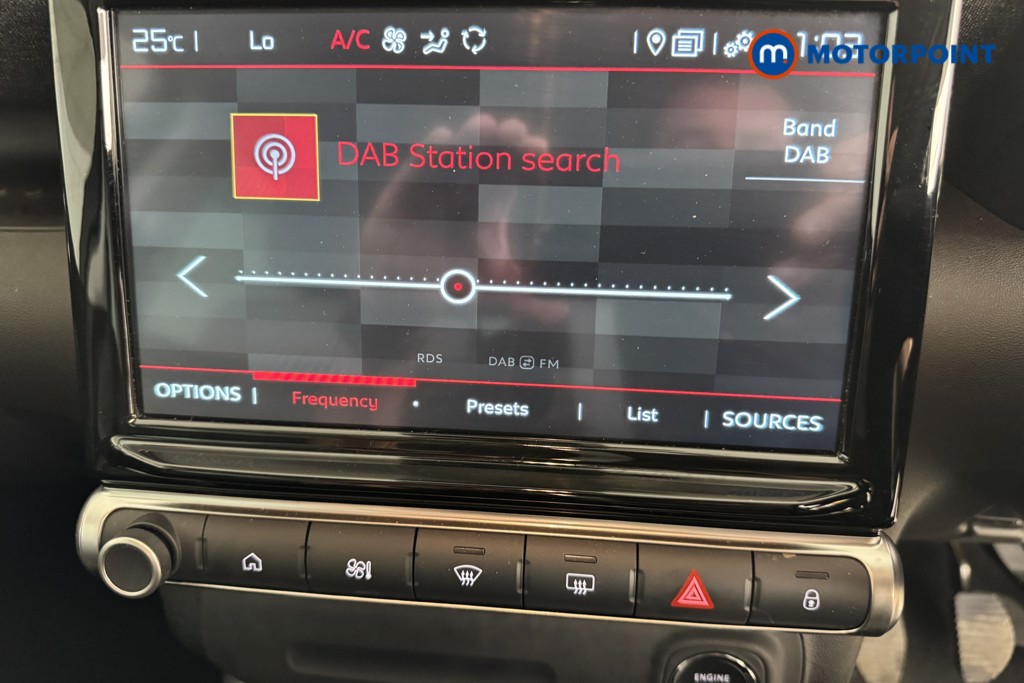 25°C Lo A/C
m MOTORPOINT
DAB Station search
Band
DAB
RDS DAB FM
OPTIONS Frequency Presets List SOURCES
ENGINE